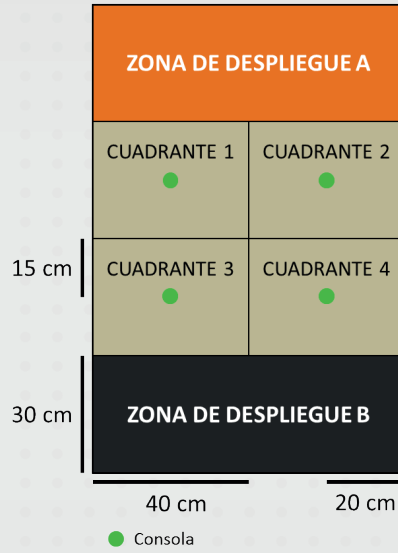 ZONA DE DESPLIEGUE A
CUADRANTE 1
CUADRANTE 2
15 cm
CUADRANTE 3
CUADRANTE 4
30 cm
ZONA DE DESPLIEGUE B
40 cm
20 cm
Consola